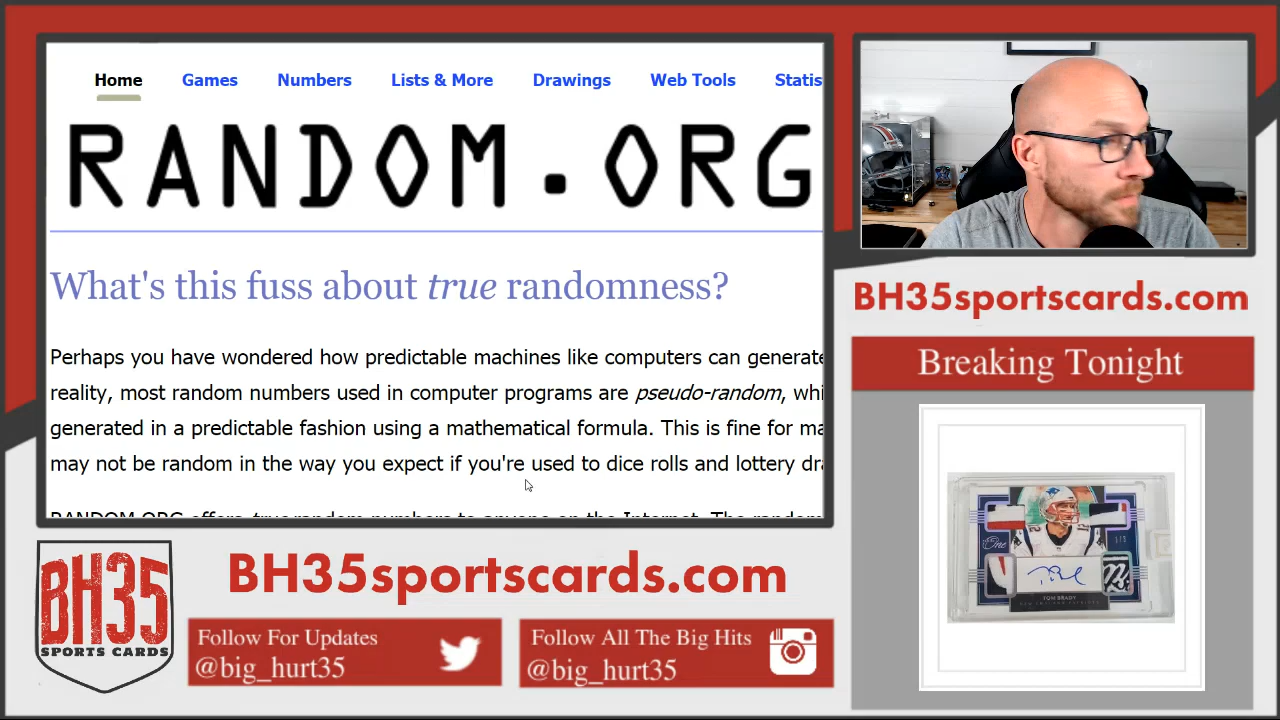 Home Games Numbers Lists & More Drawings Web Tools Statis
RANDOM.ORG
What's this fuss about true randomness?
Perhaps you have wondered how predictable machines like computers can generate
reality, most random numbers used in computer programs are pseudo-random, whi
generated in a predictable fashion using a mathematical formula. This is fine for ma
may not be random in the way you expect if you're used to dice rolls and lottery dra
BH35sportscards.com
Breaking Tonight
One
TOM BRADY
BH35
SPORTS CARDS
BH35sportscards.com
Follow For Updates
@big_hurt35
Follow All The Big Hits
@big_hurt35